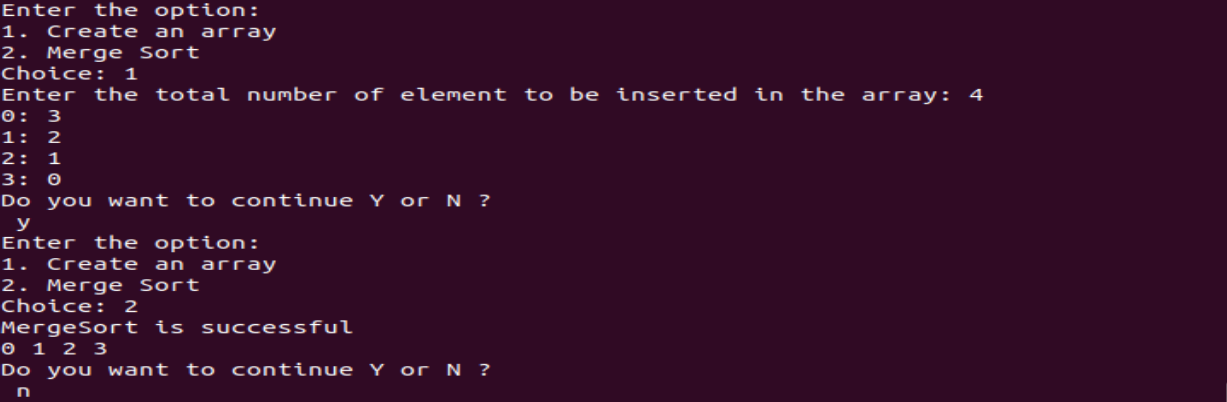 Enter the option:
1. Create an array
2. Merge Sort
Choice: 1
Enter the total number of element to be inserted in the array: 4
0: 3
1: 2
2: 1
3: 0
Do you want to continue Y or N ?
y
Enter the option:
1. Create an array
2. Merge Sort
Choice: 2
MergeSort is successful
0 1 2 3
Do you want to continue Y or N ?
n